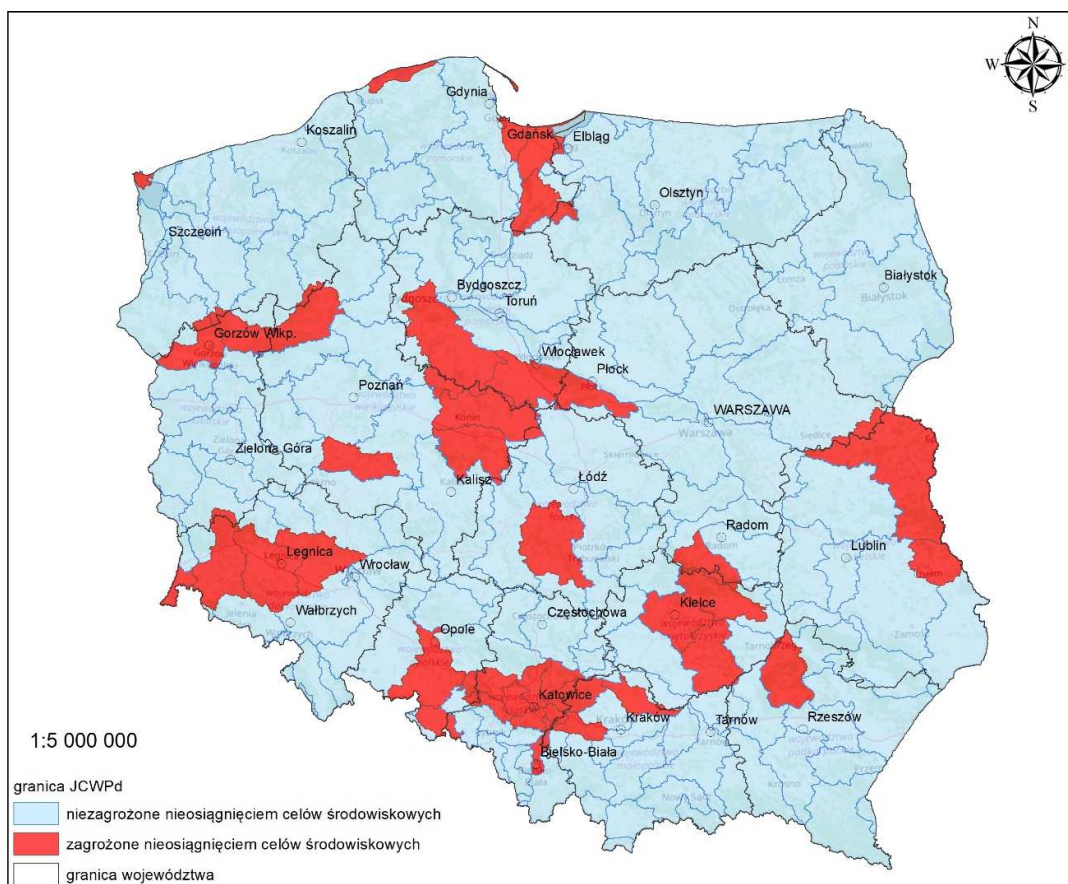 N
W E
S
Gdynia
Koszalin
Gdańsk
Elbląg
Olsztyn
Szczecin
Białystok
Bydgoszcz
Toruń
Gorzów Wlkp.
Włocławek
Płock
Poznań
WARSZAWA
Zielona Góra
Kalisz
Łódź
Radom
Lublin
Legnica
Wrocław
Wałbrzych
Kielce
Częstochowa
Opole
Katowice
Kraków
Tarnów
Rzeszów
Bielsko-Biała
1:5 000 000
granica JCWPd
niezagrożone nieosiągnięciem celów środowiskowych
zagrożone nieosiągnięciem celów środowiskowych
granica województwa